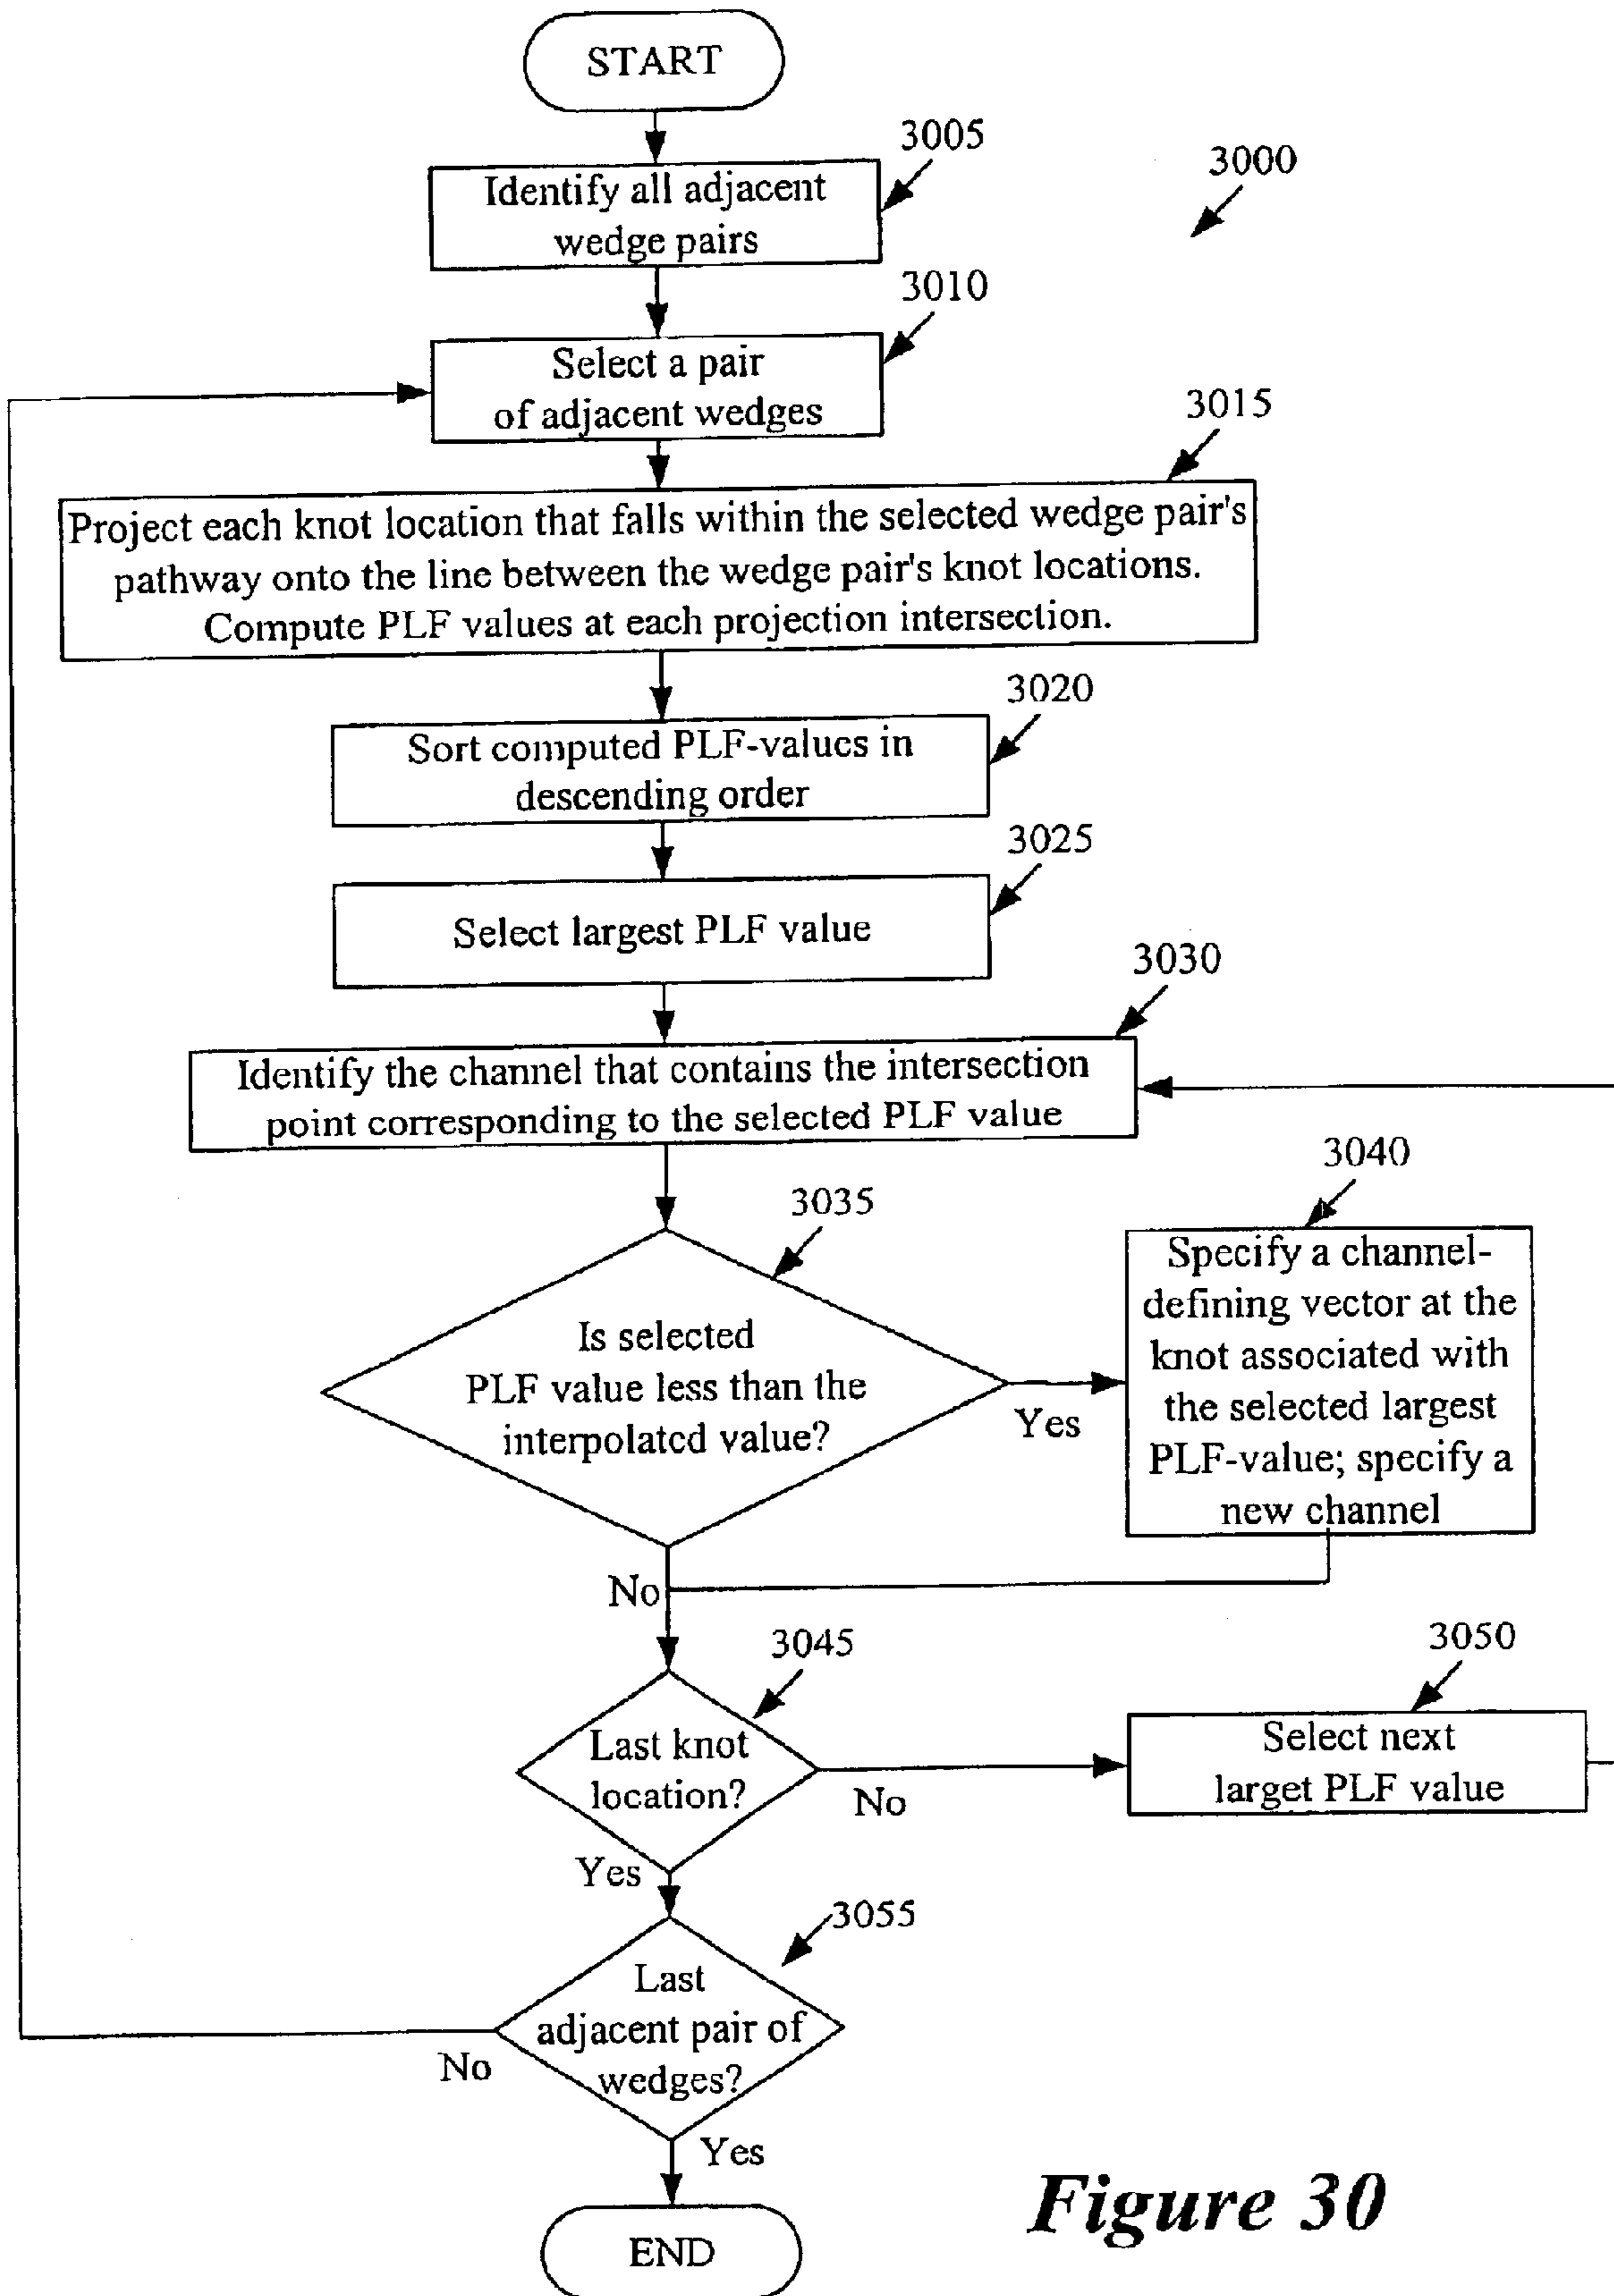 START
3005
3000
Identify all adjacent
wedge pairs
3010
Select a pair
of adjacent wedges
3015
Project each knot location that falls within the selected wedge pair's
pathway onto the line between the wedge pair's knot locations.
Compute PLF values at each projection intersection.
3020
Sort computed PLF-values in
descending order
3025
Select largest PLF value
3030
Identify the channel that contains the intersection
point corresponding to the selected PLF value
3035
Is selected
PLF value less than the
interpolated value?
Yes
3040
Specify a channel-
defining vector at the
knot associated with
the selected largest
PLF-value; specify a
new channel
No
3045
Last knot
location?
No
3050
Select next
larget PLF value
Yes
3055
Last
adjacent pair of
wedges?
No
Yes
END
Figure 30